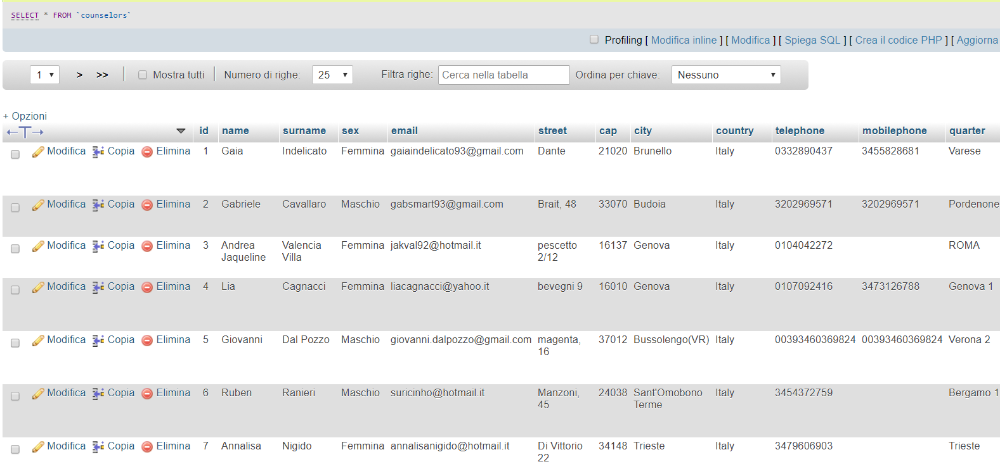 SELECT * FROM `counselors`
Profiling [ Modifica inline ] [ Modifica ] [ Spiega SQL ] [ Crea il codice PHP ] [ Aggiorna
1 > >> Mostra tutti Numero di righe: 25 Filtra righe: Cerca nella tabella Ordina per chiave: Nessuno
+ Opzioni
←T→ id name surname sex email street cap city country telephone mobilephone quarter
Modifica Copia Elimina 1 Gaia Indelicato Femmina gaiaindelicato93@gmail.com Dante 21020 Brunello Italy 0332890437 3455828681 Varese
Modifica Copia Elimina 2 Gabriele Cavallaro Maschio gabsmart93@gmail.com Brait, 48 33070 Budoia Italy 3202969571 3202969571 Pordenone
Modifica Copia Elimina 3 Andrea Valencia Femmina jakval92@hotmail.it pescetto 16137 Genova Italy 0104042272 ROMA
Jaqueline Villa 2/12
Modifica Copia Elimina 4 Lia Cagnacci Femmina liacagnacci@yahoo.it bevegni 9 16010 Genova Italy 0107092416 3473126788 Genova 1
Modifica Copia Elimina 5 Giovanni Dal Pozzo Maschio giovanni.dalpozzo@gmail.com magenta, 37012 Bussolengo(VR) Italy 00393460369824 00393460369824 Verona 2
16
Modifica Copia Elimina 6 Ruben Ranieri Maschio suricinho@hotmail.it Manzoni, 24038 Sant'Omobono Italy 3454372759 Bergamo 1
45 Terme
Modifica Copia Elimina 7 Annalisa Nigido Femmina annalisanigido@hotmail.it Di Vittorio 34148 Trieste Italy 3479606903 Trieste
22